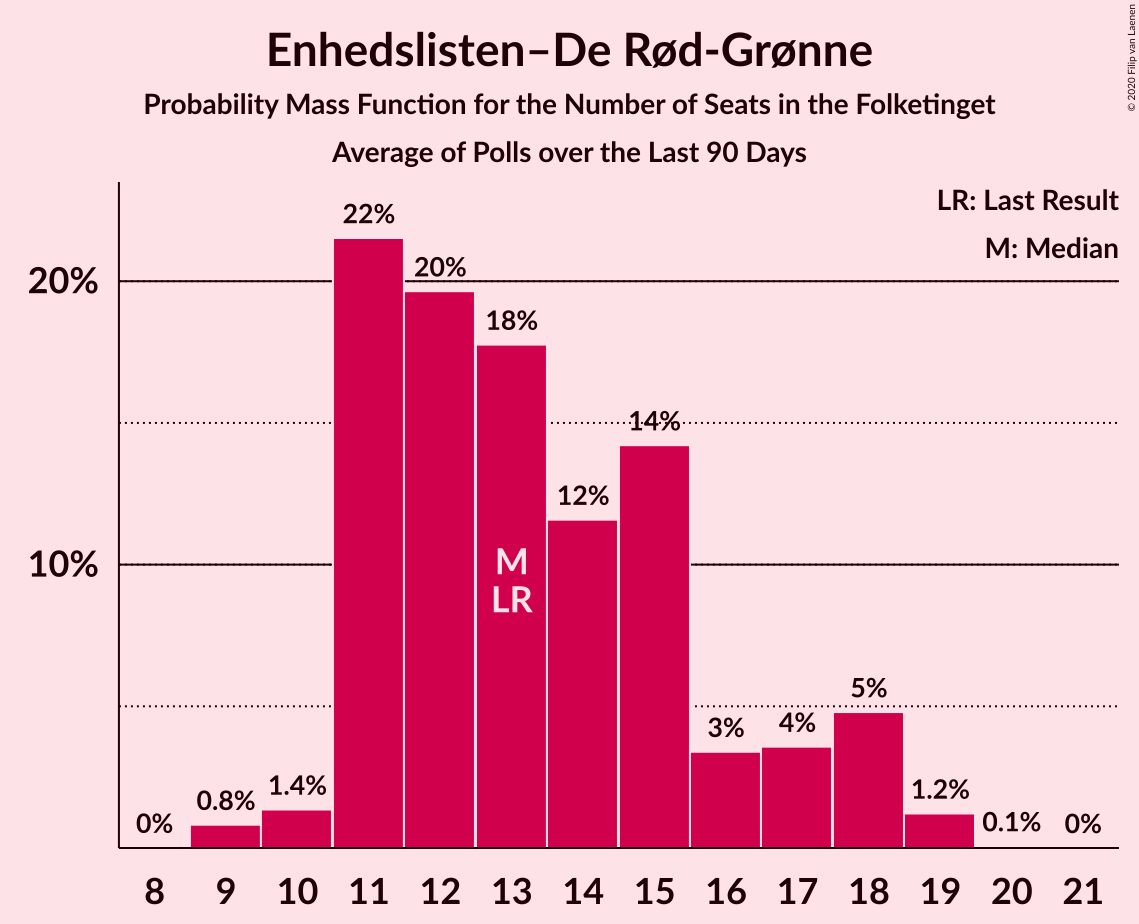 Enhedslisten–De Rød-Grønne
Probability Mass Function for the Number of Seats in the Folketinget
Average of Polls over the Last 90 Days
© 2020 Filip van Laenen
LR: Last Result
M: Median
22%
20%
20%
18%
14%
12%
10%
M
LR
5%
3%
4%
0%
0.8%
1.4%
1.2%
0.1%
0%
8 9 10 11 12 13 14 15 16 17 18 19 20 21